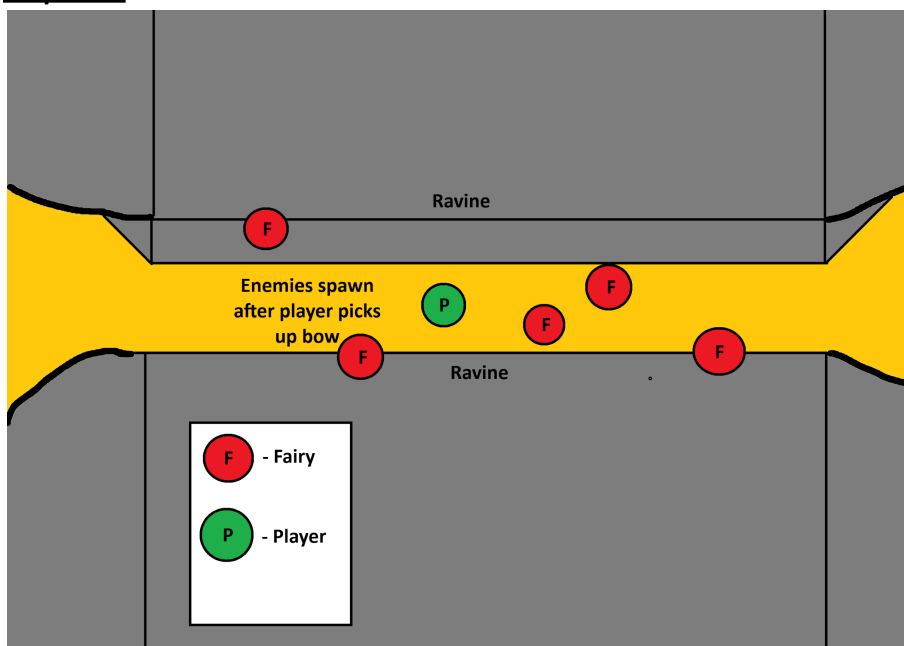 Ravine
F
Enemies spawn
after player picks
up bow
F
P
F
F
F
Ravine
F - Fairy
P - Player